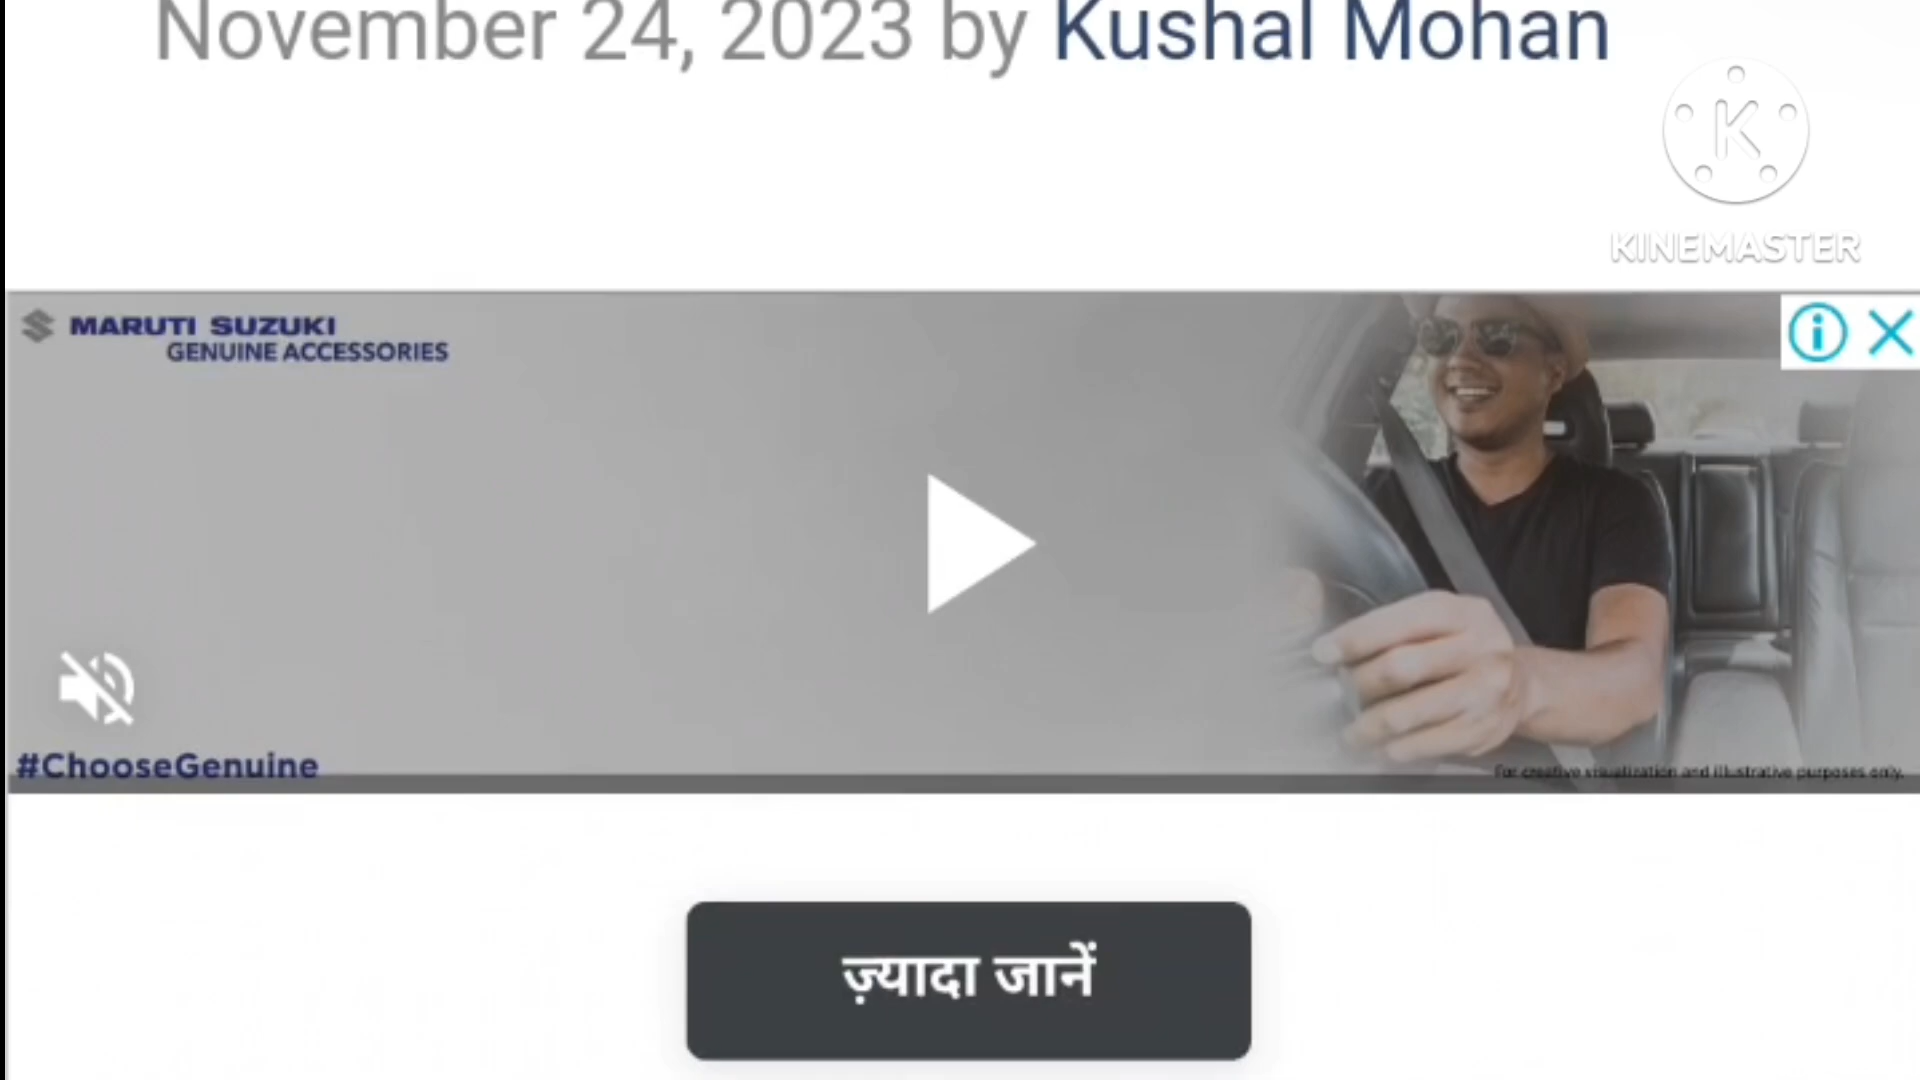 November 24, 2023 by Kushal Mohan
K
KINEMASTER
MARUTI SUZUKI
GENUINE ACCESSORIES
#ChooseGenuine
For creative visualization and illustrative purposes only.
ज़्यादा जानें